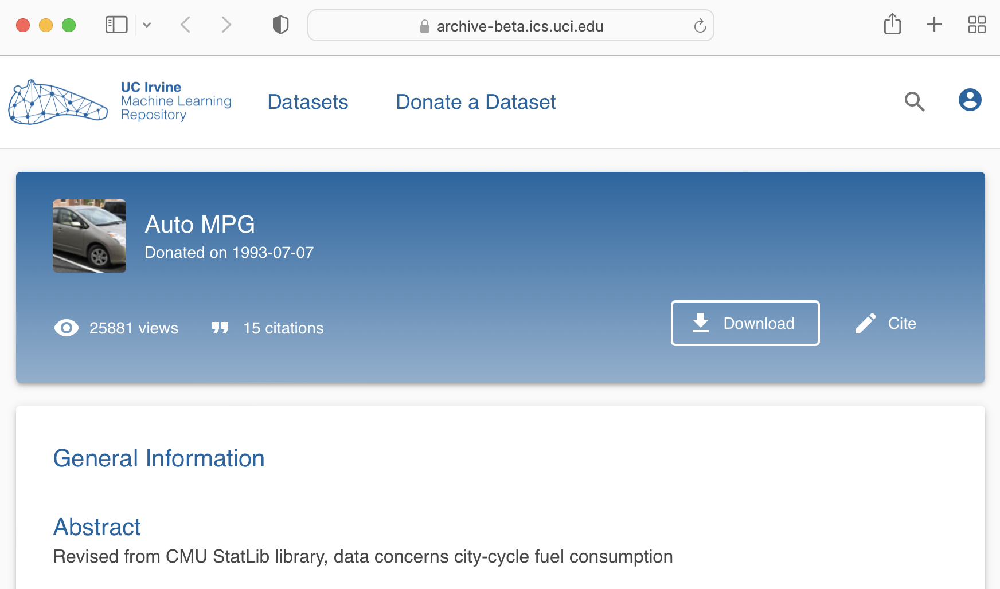 archive-beta.ics.uci.edu
UC Irvine
Machine Learning
Repository
Datasets
Donate a Dataset
Auto MPG
Donated on 1993-07-07
25881 views
15 citations
Download
Cite
General Information
Abstract
Revised from CMU StatLib library, data concerns city-cycle fuel consumption